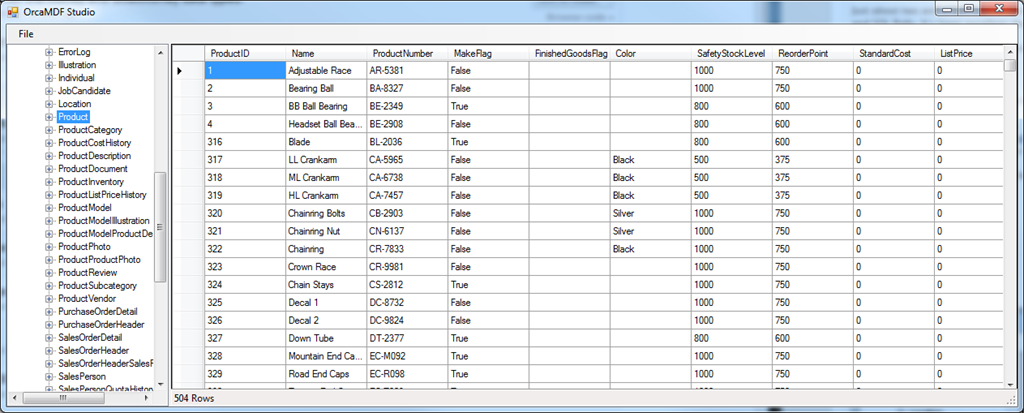 OrcaMDF Studio
File
ErrorLog
Illustration
Individual
JobCandidate
Location
Product
ProductCategory
ProductCostHistory
ProductDescription
ProductDocument
ProductInventory
ProductListPriceHistory
ProductModel
ProductModelIllustration
ProductModelProductDe
ProductPhoto
ProductProductPhoto
ProductReview
ProductSubcategory
ProductVendor
PurchaseOrderDetail
PurchaseOrderHeader
SalesOrderDetail
SalesOrderHeader
SalesOrderHeaderSalesF
SalesPerson
SalesPersonQuotaHistor
ProductID Name ProductNumber MakeFlag FinishedGoodsFlag Color SafetyStockLevel ReorderPoint StandardCost ListPrice
1 Adjustable Race AR-5381 False 1000 750 0 0
2 Bearing Ball BA-8327 False 1000 750 0 0
3 BB Ball Bearing BE-2349 True 800 600 0 0
4 Headset Ball Bea... BE-2908 False 800 600 0 0
316 Blade BL-2036 True 800 600 0 0
317 LL Crankarm CA-5965 False Black 500 375 0 0
318 ML Crankarm CA-6738 False Black 500 375 0 0
319 HL Crankarm CA-7457 False Black 500 375 0 0
320 Chainring Bolts CB-2903 False Silver 1000 750 0 0
321 Chainring Nut CN-6137 False Silver 1000 750 0 0
322 Chainring CR-7833 False Black 1000 750 0 0
323 Crown Race CR-9981 False 1000 750 0 0
324 Chain Stays CS-2812 True 1000 750 0 0
325 Decal 1 DC-8732 False 1000 750 0 0
326 Decal 2 DC-9824 False 1000 750 0 0
327 Down Tube DT-2377 True 800 600 0 0
328 Mountain End Ca... EC-M092 True 1000 750 0 0
329 Road End Caps EC-R098 True 1000 750 0 0
504 Rows